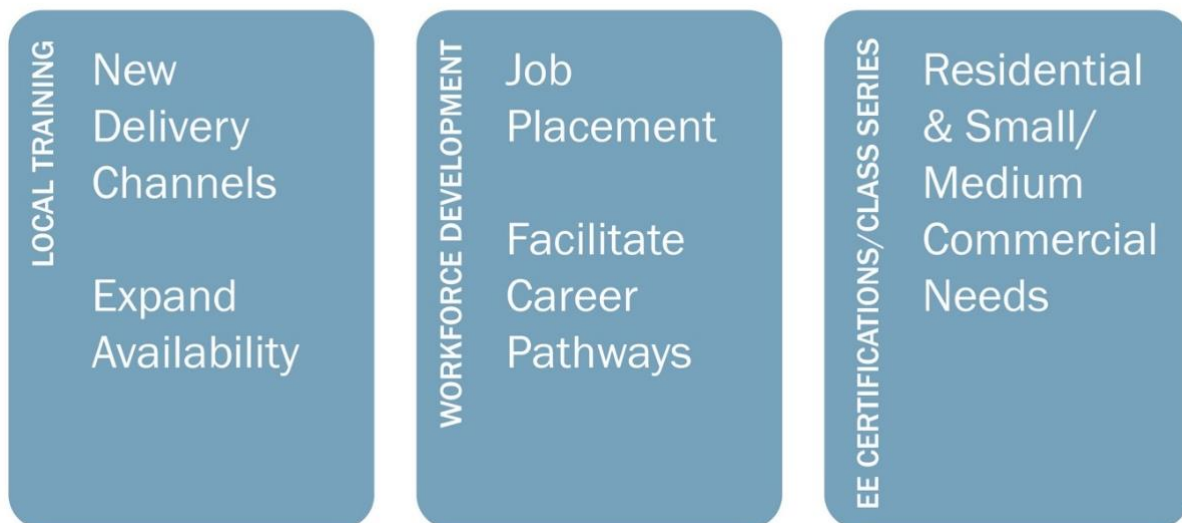 LOCAL TRAINING
New
Delivery
Channels
Expand
Availability
WORKFORCE DEVELOPMENT
Job
Placement
Facilitate
Career
Pathways
EE CERTIFICATIONS/CLASS SERIES
Residential
& Small/
Medium
Commercial
Needs